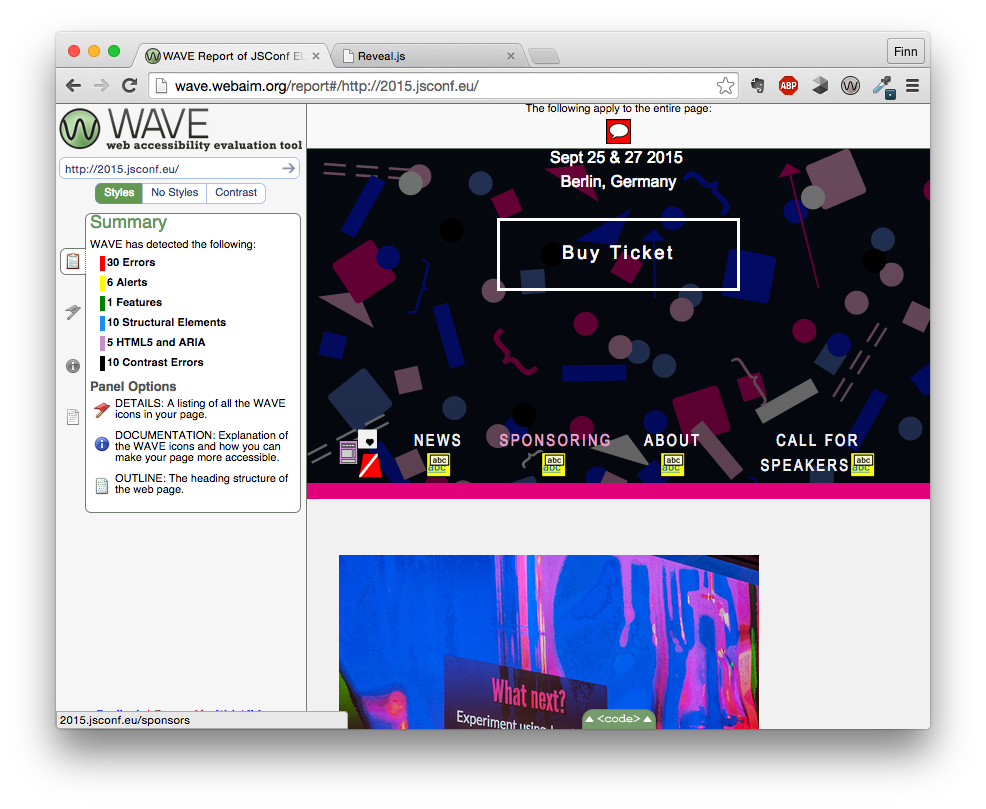 WAVE Report of JSConf EU
Reveal.js
Finn
wave.webaim.org/report#/http://2015.jsconf.eu/
ABP
W
WAVE
web accessibility evaluation tool
http://2015.jsconf.eu/
Styles
No Styles
Contrast
Summary
WAVE has detected the following:
30 Errors
6 Alerts
1 Features
10 Structural Elements
5 HTML5 and ARIA
10 Contrast Errors
Panel Options
DETAILS: A listing of all the WAVE
icons in your page.
DOCUMENTATION: Explanation of
the WAVE icons and how you can
make your page more accessible.
OUTLINE: The heading structure of
the web page.
2015.jsconf.eu/sponsors
The following apply to the entire page:
Sept 25 & 27 2015
Berlin, Germany
Buy Ticket
NEWS
abc
abc
SPONSORING
abc
abc
ABOUT
abc
abc
CALL FOR
SPEAKERS
abc
abc
What next?
Experiment using
<code>